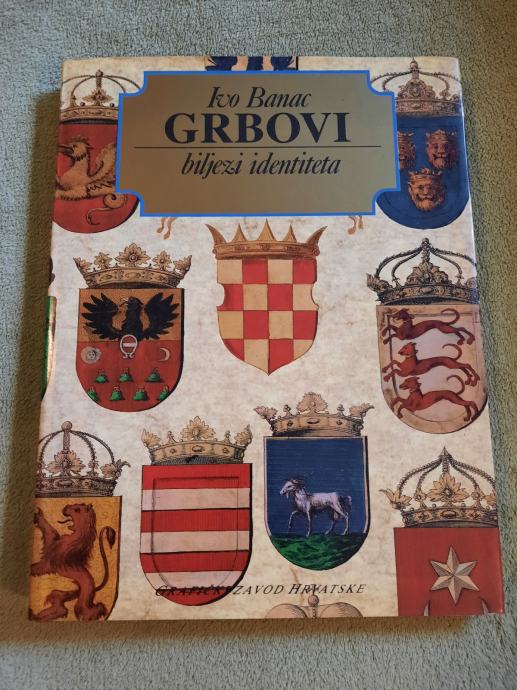 Ivo Banac
GRBOVI
biljezi identiteta
GRAFIČKI ZAVOD HRVATSKE